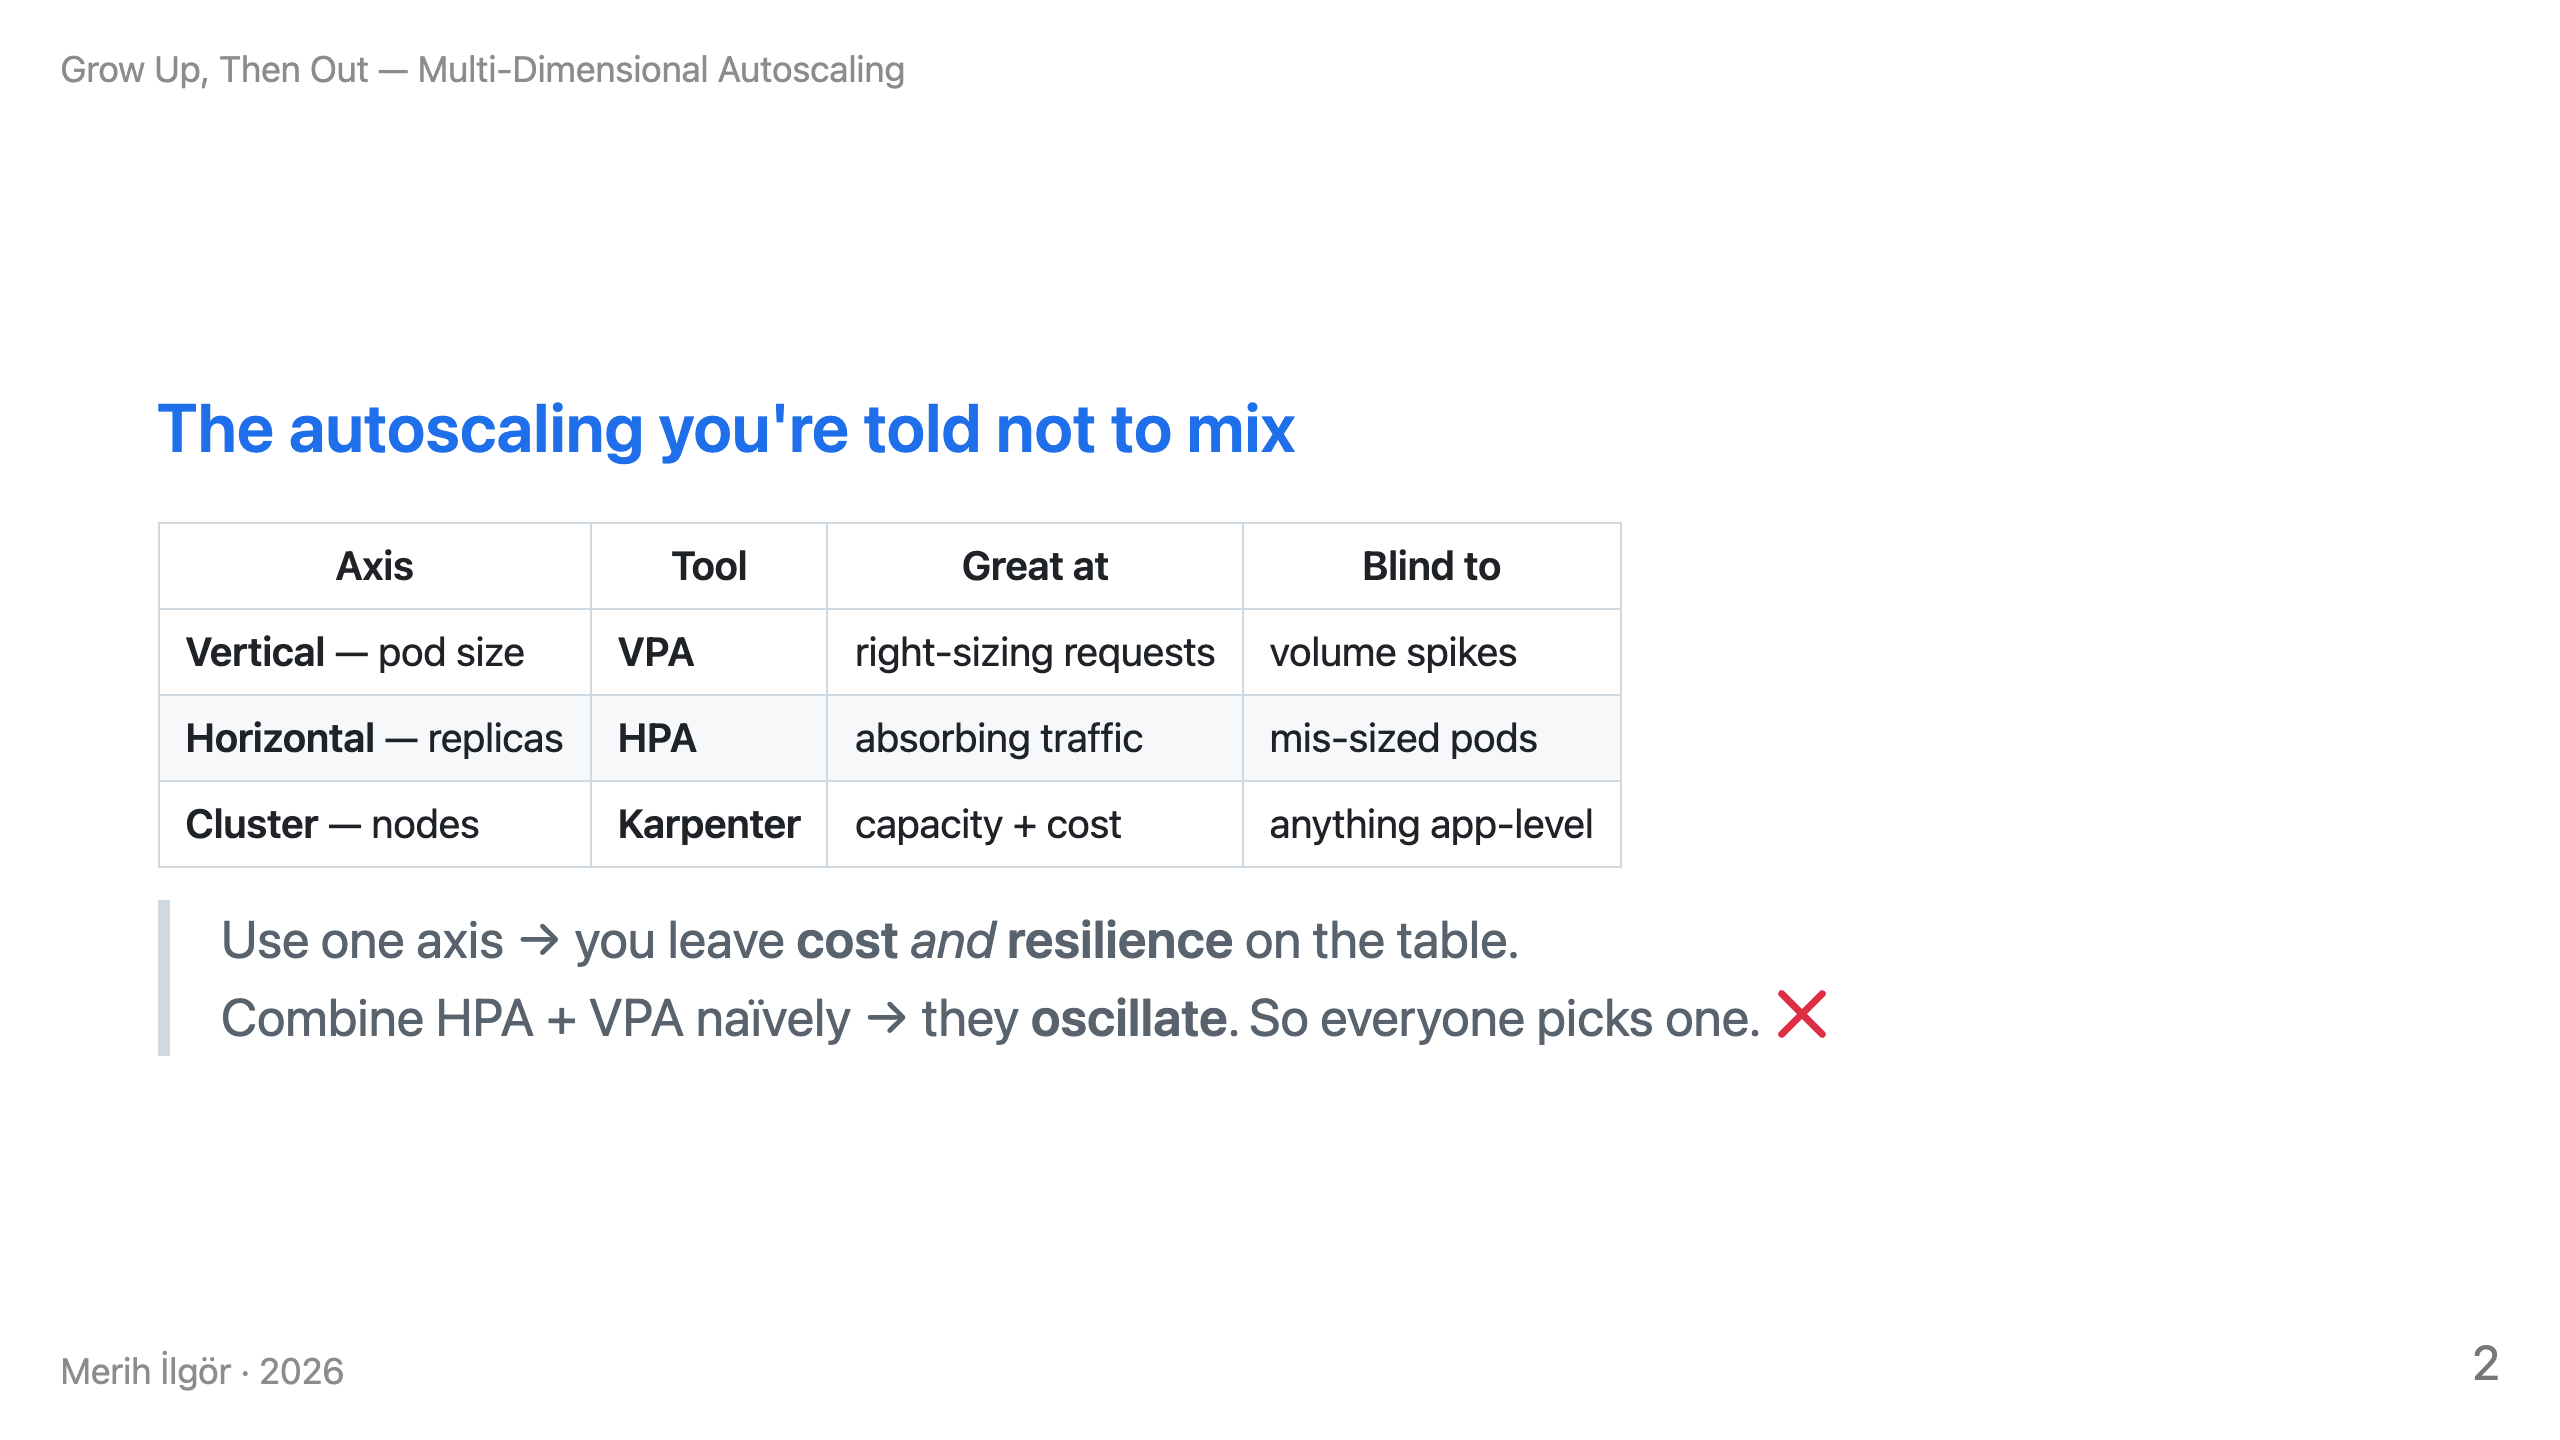 Grow Up, Then Out — Multi-Dimensional Autoscaling
The autoscaling you're told not to mix
Axis Tool Great at Blind to
Vertical — pod size VPA right-sizing requests volume spikes
Horizontal — replicas HPA absorbing traffic mis-sized pods
Cluster — nodes Karpenter capacity + cost anything app-level
Use one axis → you leave cost and resilience on the table.
Combine HPA + VPA naïvely → they oscillate. So everyone picks one. ❌
Merih İlgör · 2026
2